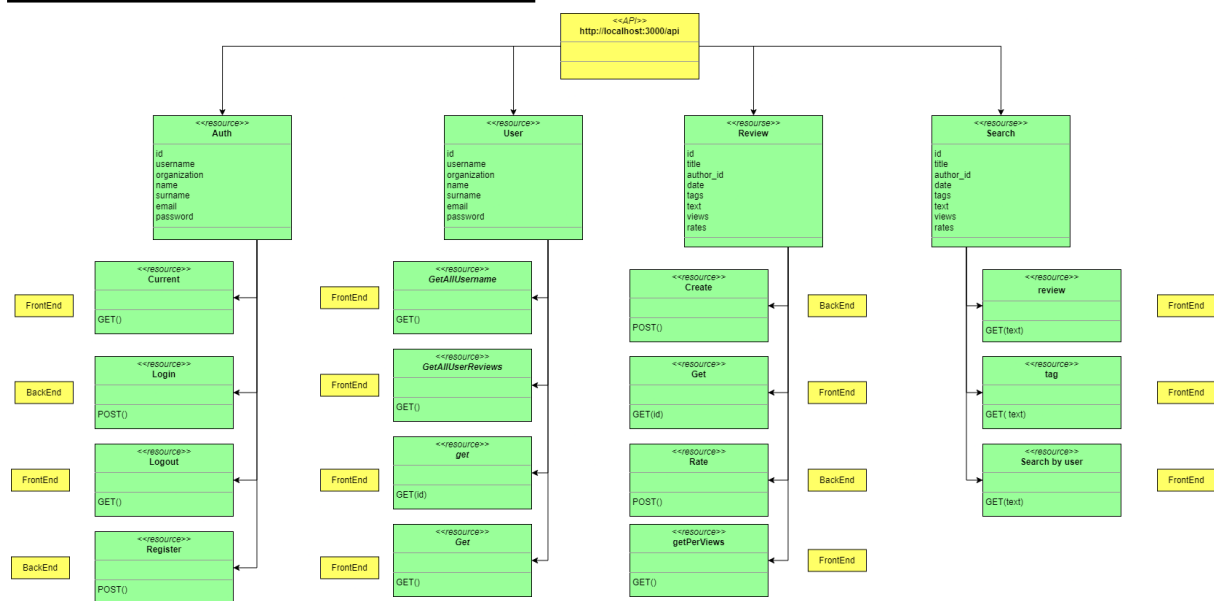 <<API>>
http://localhost:3000/api
<<resource>>
Auth
id
username
organization
name
surname
email
password
<<resource>>
User
id
username
organization
name
surname
email
password
<<resourse>>
Review
id
title
author_id
date
tags
text
views
rates
<<resourse>>
Search
id
title
author_id
date
tags
text
views
rates
FrontEnd
<<resource>>
Current
GET()
BackEnd
<<resource>>
Login
POST()
FrontEnd
<<resource>>
Logout
GET()
BackEnd
<<resource>>
Register
POST()
FrontEnd
<<resource>>
GetAllUsername
GET()
FrontEnd
<<resource>>
GetAllUserReviews
GET()
FrontEnd
<<resource>>
get
GET(id)
FrontEnd
<<resource>>
Get
GET()
<<resource>>
Create
POST()
BackEnd
<<resource>>
Get
GET(id)
FrontEnd
<<resource>>
Rate
POST()
BackEnd
<<resource>>
getPerViews
GET()
FrontEnd
<<resource>>
review
GET(text)
FrontEnd
<<resource>>
tag
GET( text)
FrontEnd
<<resource>>
Search by user
GET(text)
FrontEnd